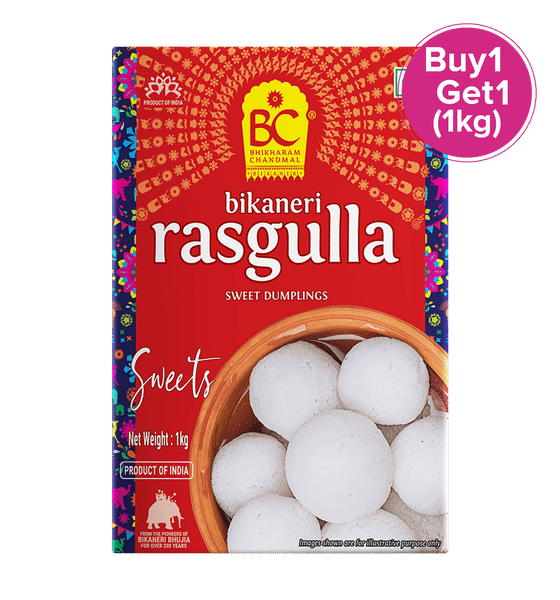 Buy1
Get1
(1kg)
PRODUCT OF INDIA
BC®
BHIKHARAM
CHANDMAL
BIKANER
bikaneri
rasgulla
SWEET DUMPLINGS
Sweets
Net Weight : 1kg
PRODUCT OF INDIA
FROM THE PIONEERS OF
BIKANERI BHUJIA
FOR OVER 200 YEARS
Images shown are for illustrative purpose only